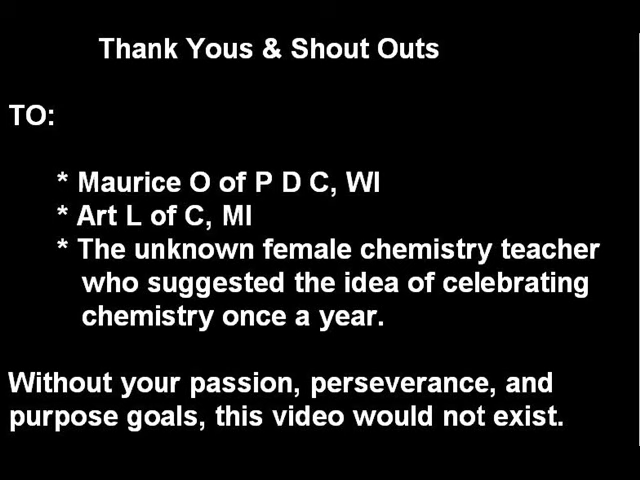 Thank Yous & Shout Outs
TO:
* Maurice O of P D C, WI
* Art L of C, MI
* The unknown female chemistry teacher
who suggested the idea of celebrating
chemistry once a year.
Without your passion, perseverance, and
purpose goals, this video would not exist.